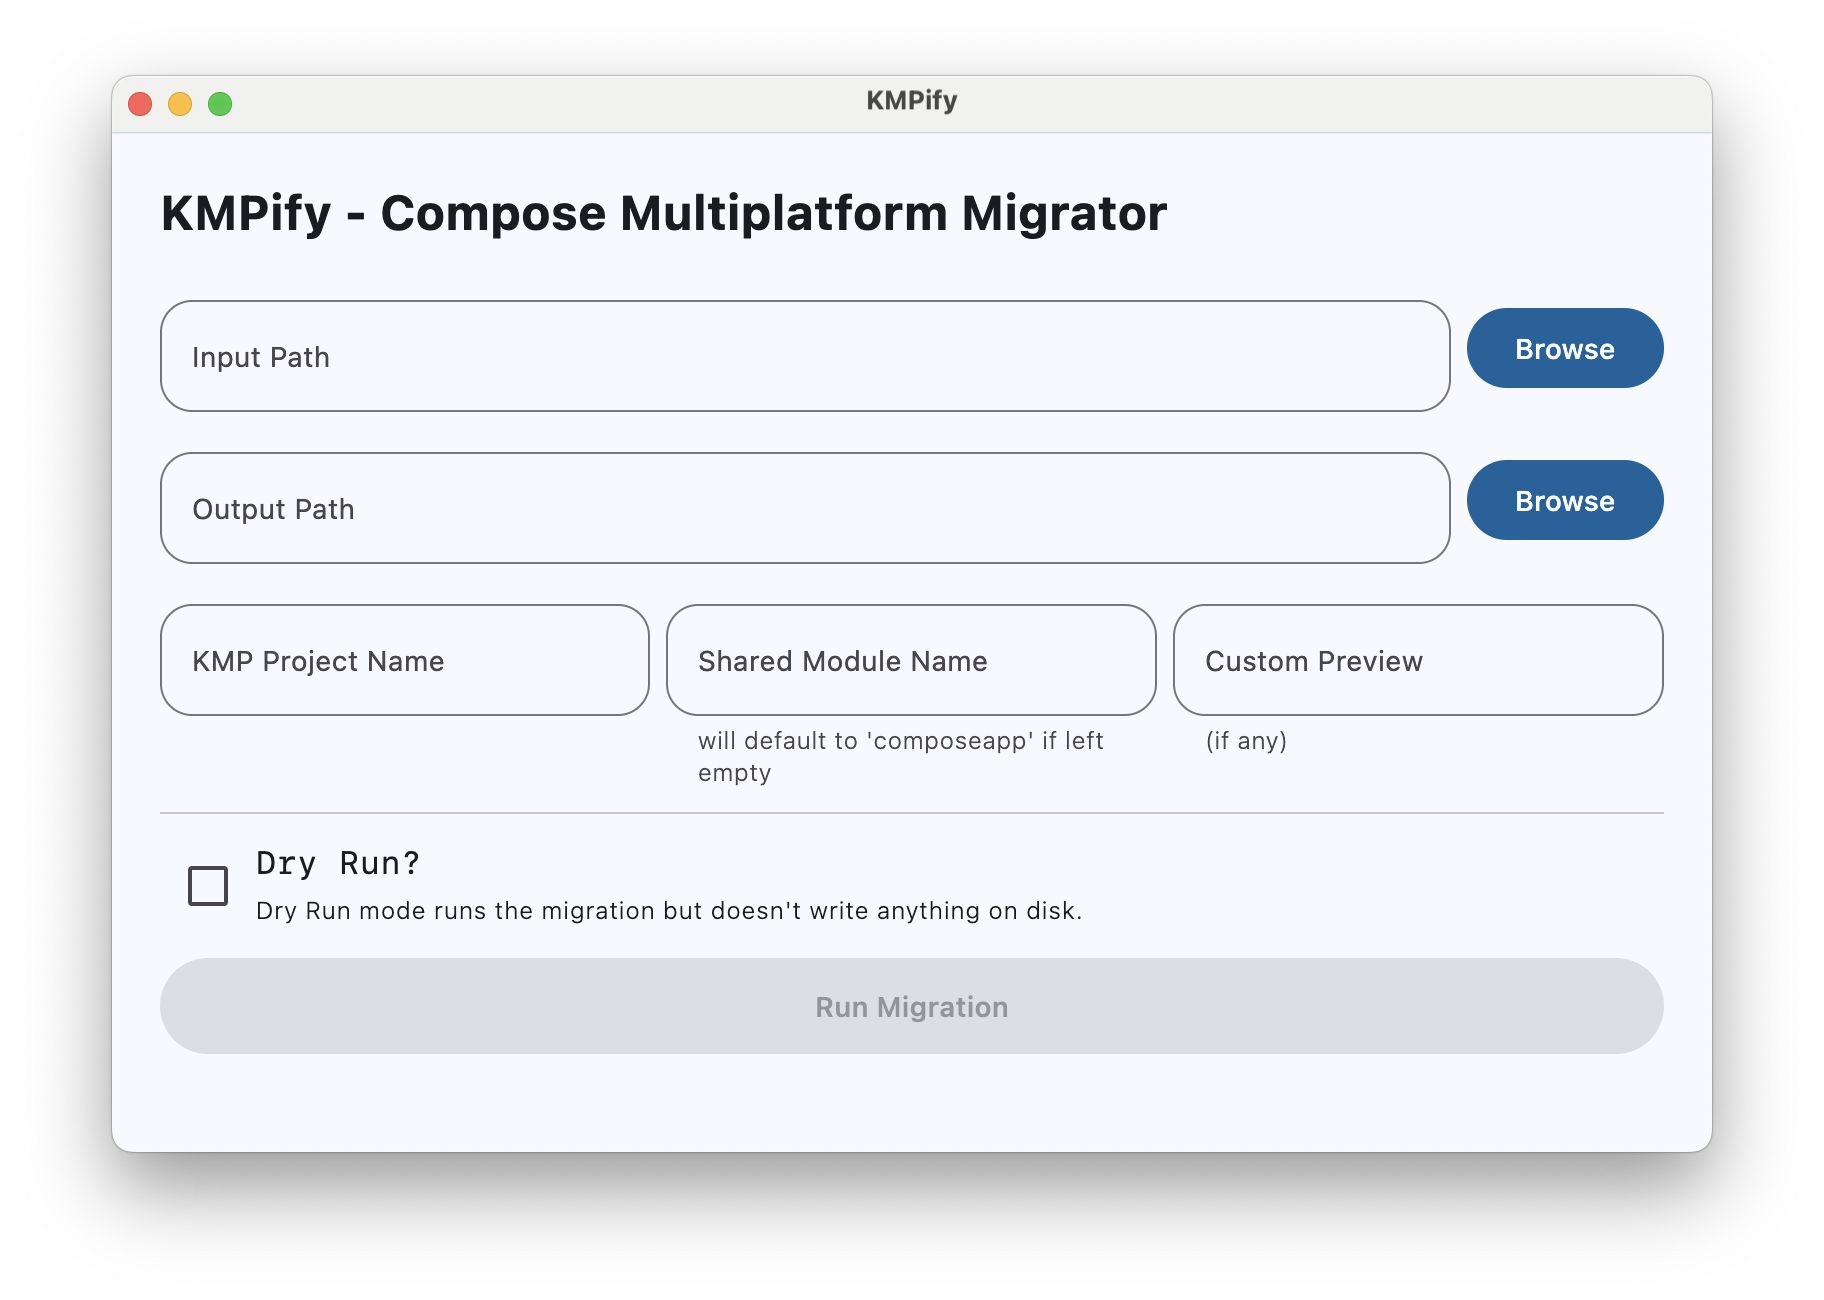 KMPify
KMPify - Compose Multiplatform Migrator
Input Path
Browse
Output Path
Browse
KMP Project Name
Shared Module Name
Custom Preview
will default to 'composeapp' if left
empty
(if any)
Dry Run?
Dry Run mode runs the migration but doesn't write anything on disk.
Run Migration